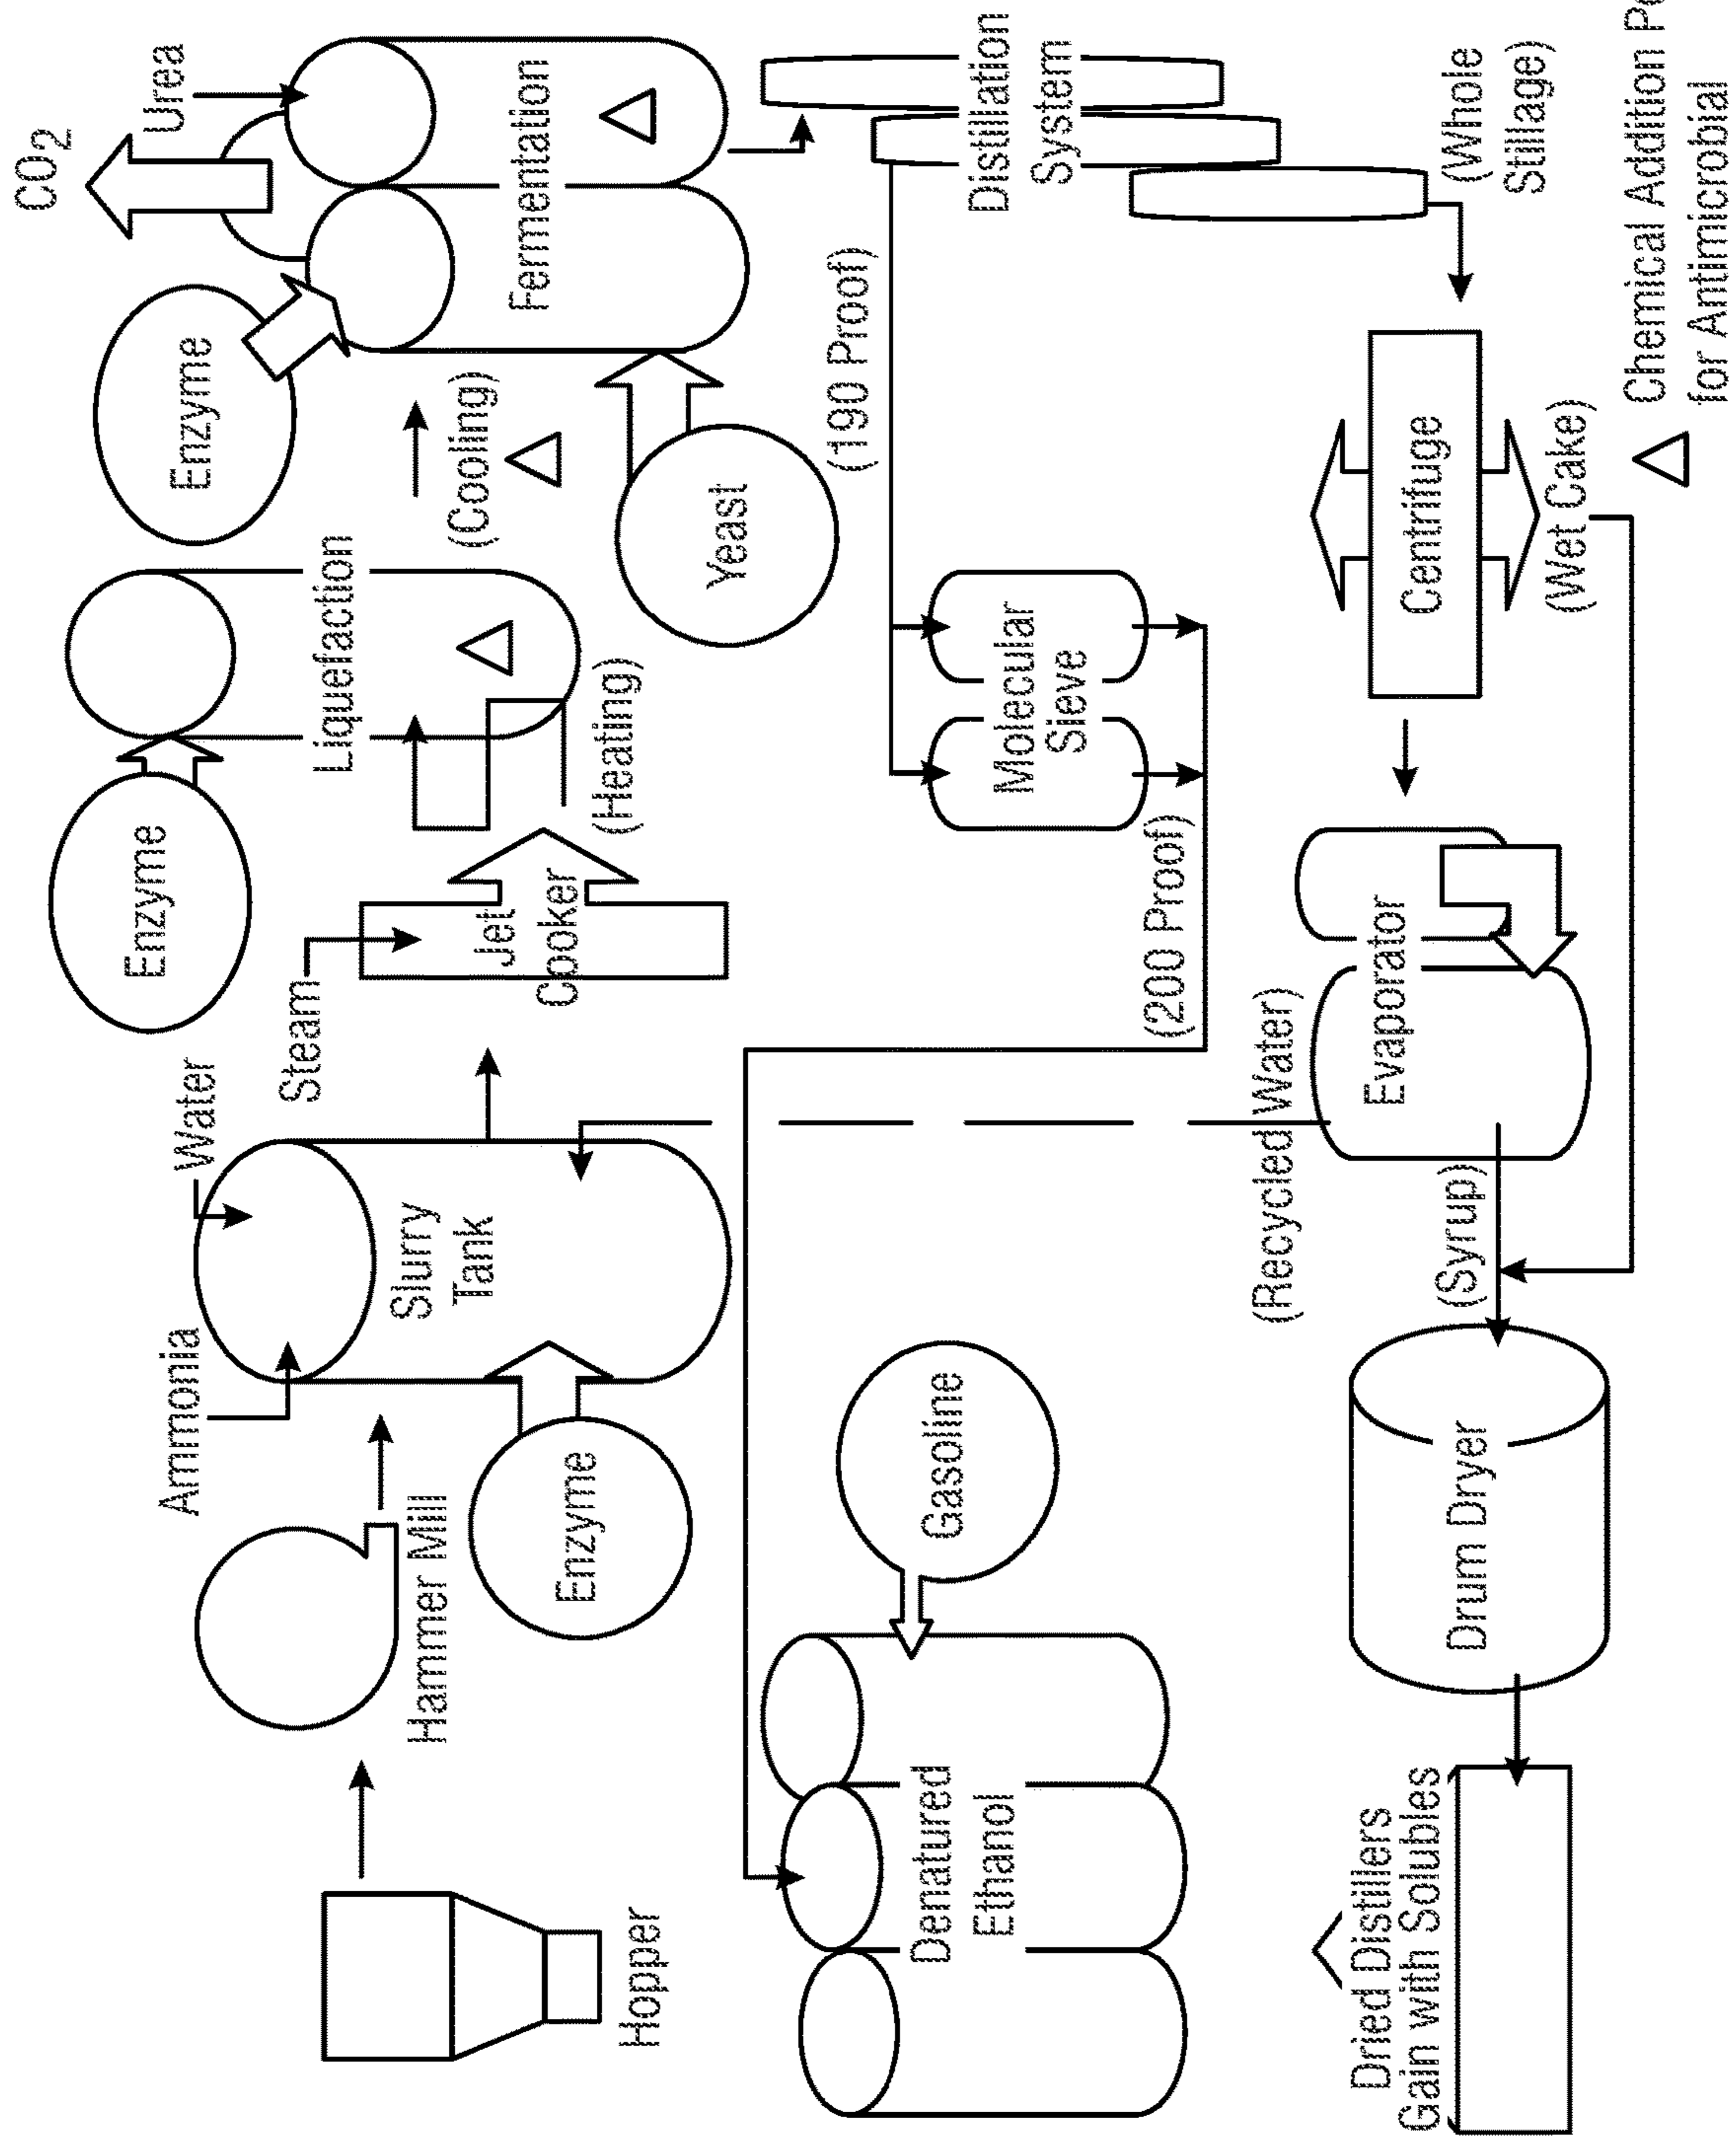 CO2
Urea
Enzyme
Enzyme
Water
Ammonia
Steam
Hammer Mill
Hopper
Slurry
Tank
Enzyme
Jet
Cooker
Liquefaction
(Heating)
(Cooling)
Yeast
Fermentation
(190 Proof)
Distillation
System
Molecular
Sieve
(200 Proof)
Gasoline
Denatured
Ethanol
(Recycled Water)
(Whole
Stillage)
Centrifuge
(Wet Cake)
Evaporator
(Syrup)
Drum Dryer
Dried Distillers
Gain with Solubles
Chemical Addition
for Antimicrobial